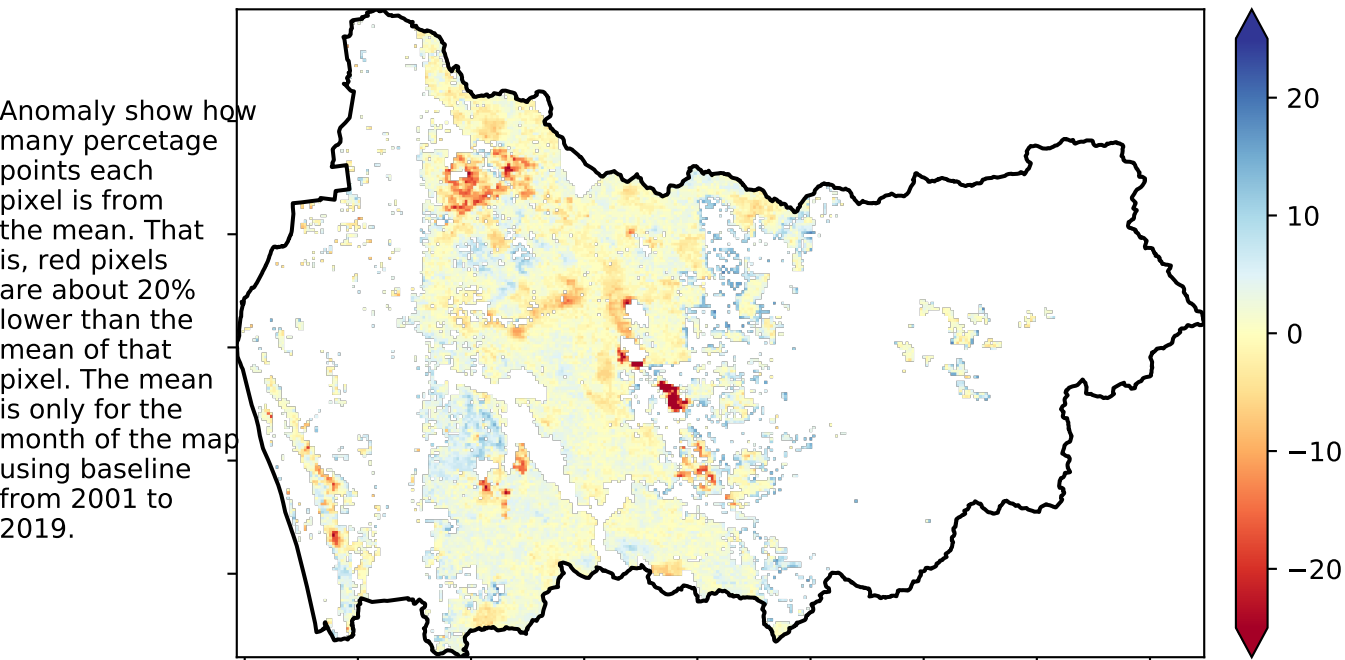 Anomaly show how
many percetage
points each
pixel is from
the mean. That
is, red pixels
are about 20%
lower than the
mean of that
pixel. The mean
is only for the
month of the map
using baseline
from 2001 to
2019.
20
10
0
−10
−20